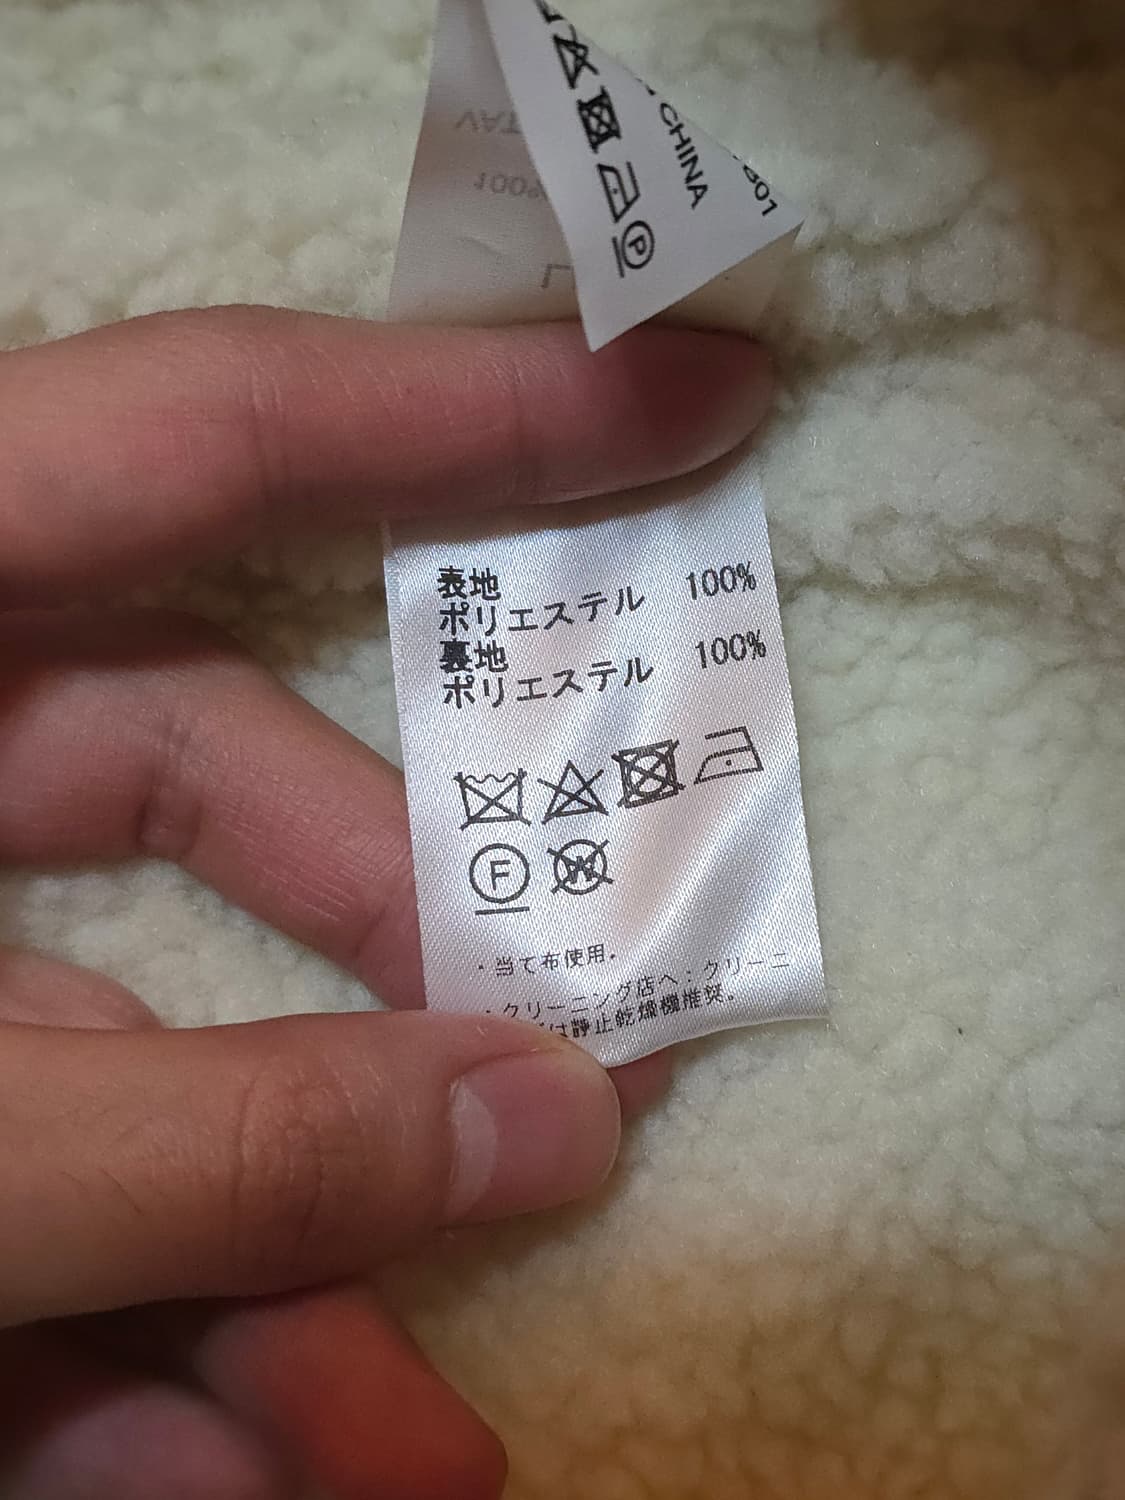 CHINA
100%
表地
ポリエステル 100%
裏地
ポリエステル 100%
F
W
・当て布使用。
・クリーニング店へ：クリーニ
は静止乾燥機推奨。
P